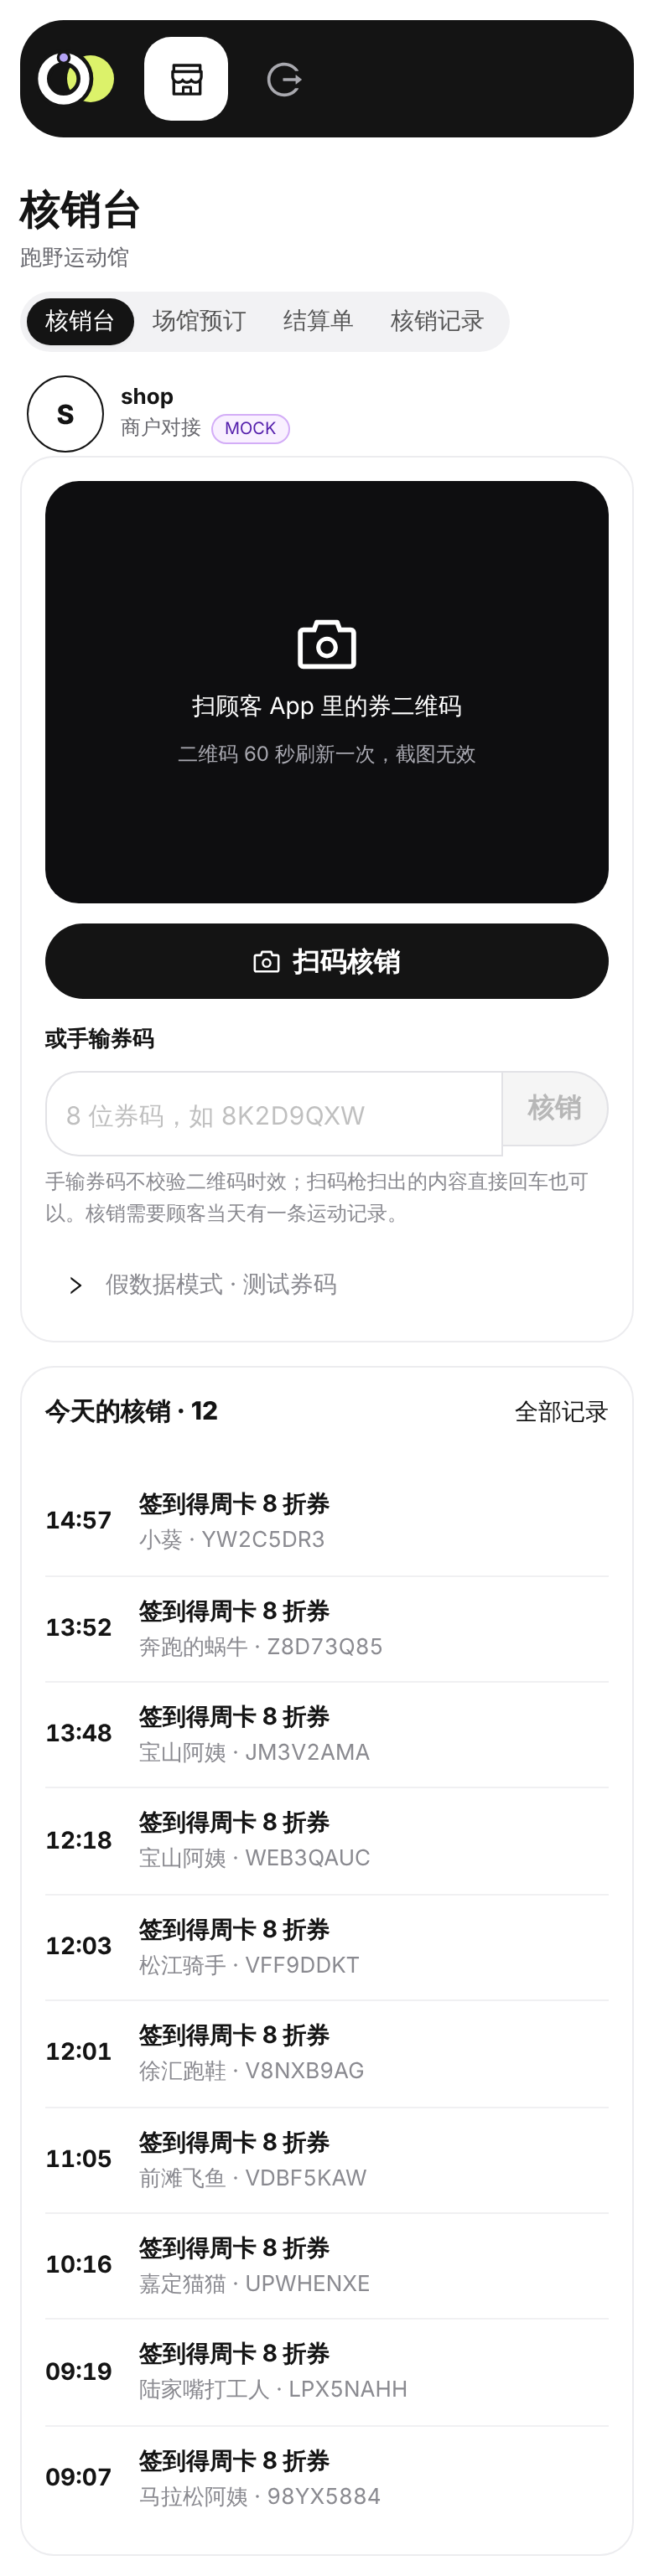 核销台
跑野运动馆
核销台 场馆预订 结算单 核销记录
S
shop
商户对接 MOCK
扫顾客 App 里的券二维码
二维码 60 秒刷新一次，截图无效
扫码核销
或手输券码
8 位券码，如 8K2D9QXW
核销
手输券码不校验二维码时效；扫码枪扫出的内容直接回车也可
以。核销需要顾客当天有一条运动记录。
假数据模式 · 测试券码
今天的核销 · 12
全部记录
14:57
签到得周卡 8 折券
小葵 · YW2C5DR3
13:52
签到得周卡 8 折券
奔跑的蜗牛 · Z8D73Q85
13:48
签到得周卡 8 折券
宝山阿姨 · JM3V2AMA
12:18
签到得周卡 8 折券
宝山阿姨 · WEB3QAUC
12:03
签到得周卡 8 折券
松江骑手 · VFF9DDKT
12:01
签到得周卡 8 折券
徐汇跑鞋 · V8NXB9AG
11:05
签到得周卡 8 折券
前滩飞鱼 · VDBF5KAW
10:16
签到得周卡 8 折券
嘉定猫猫 · UPWHENXE
09:19
签到得周卡 8 折券
陆家嘴打工人 · LPX5NAHH
09:07
签到得周卡 8 折券
马拉松阿姨 · 98YX5884